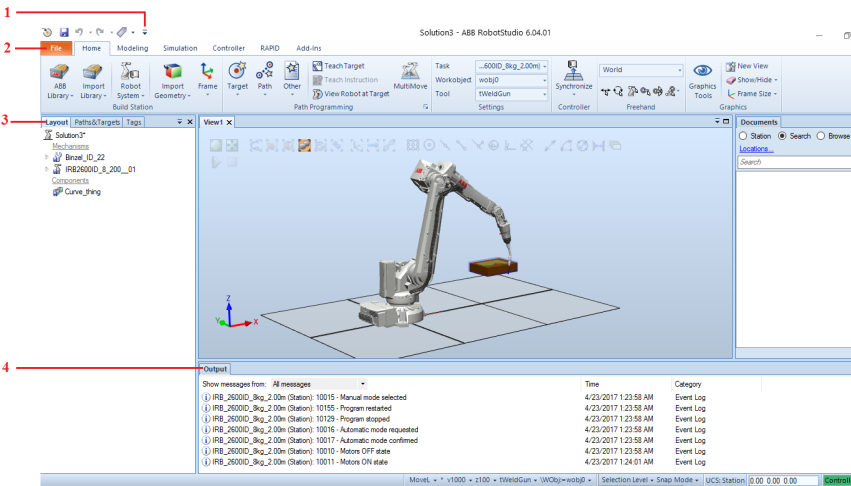 1
Solution3 - ABB RobotStudio 6.04.01
2
File Home Modeling Simulation Controller RAPID Add-Ins
ABB Library
Import Library
Robot System
Import Geometry
Build Station
Frame
Target
Path
Other
Teach Target
Teach Instruction
View Robot at Target
MultiMove
Path Programming
Task ...600ID_8kg_2.00m)
Workobject wobj0
Tool tWeldGun
Settings
Synchronize
Controller
World
Freehand
Graphics Tools
New View
Show/Hide
Frame Size
Graphics
3
Layout Paths&Targets Tags
View1
Documents
Solution3*
Mechanisms
Binzel_ID_22
IRB2600ID_8_200__01
Components
Curve_thing
Station Search Browse
Locations...
Search
ABB
ABB
Z
Y
X
4
Output
Show messages from: All messages Time Category
IRB_2600ID_8kg_2.00m (Station): 10015 - Manual mode selected 4/23/2017 1:23:58 AM Event Log
IRB_2600ID_8kg_2.00m (Station): 10155 - Program restarted 4/23/2017 1:23:58 AM Event Log
IRB_2600ID_8kg_2.00m (Station): 10129 - Program stopped 4/23/2017 1:23:58 AM Event Log
IRB_2600ID_8kg_2.00m (Station): 10016 - Automatic mode requested 4/23/2017 1:23:58 AM Event Log
IRB_2600ID_8kg_2.00m (Station): 10017 - Automatic mode confirmed 4/23/2017 1:23:58 AM Event Log
IRB_2600ID_8kg_2.00m (Station): 10010 - Motors OFF state 4/23/2017 1:23:58 AM Event Log
IRB_2600ID_8kg_2.00m (Station): 10011 - Motors ON state 4/23/2017 1:24:01 AM Event Log
MoveL * v1000 z100 tWeldGun \WObj:=wobj0 Selection Level Snap Mode UCS: Station 0.00 0.00 0.00 Controll